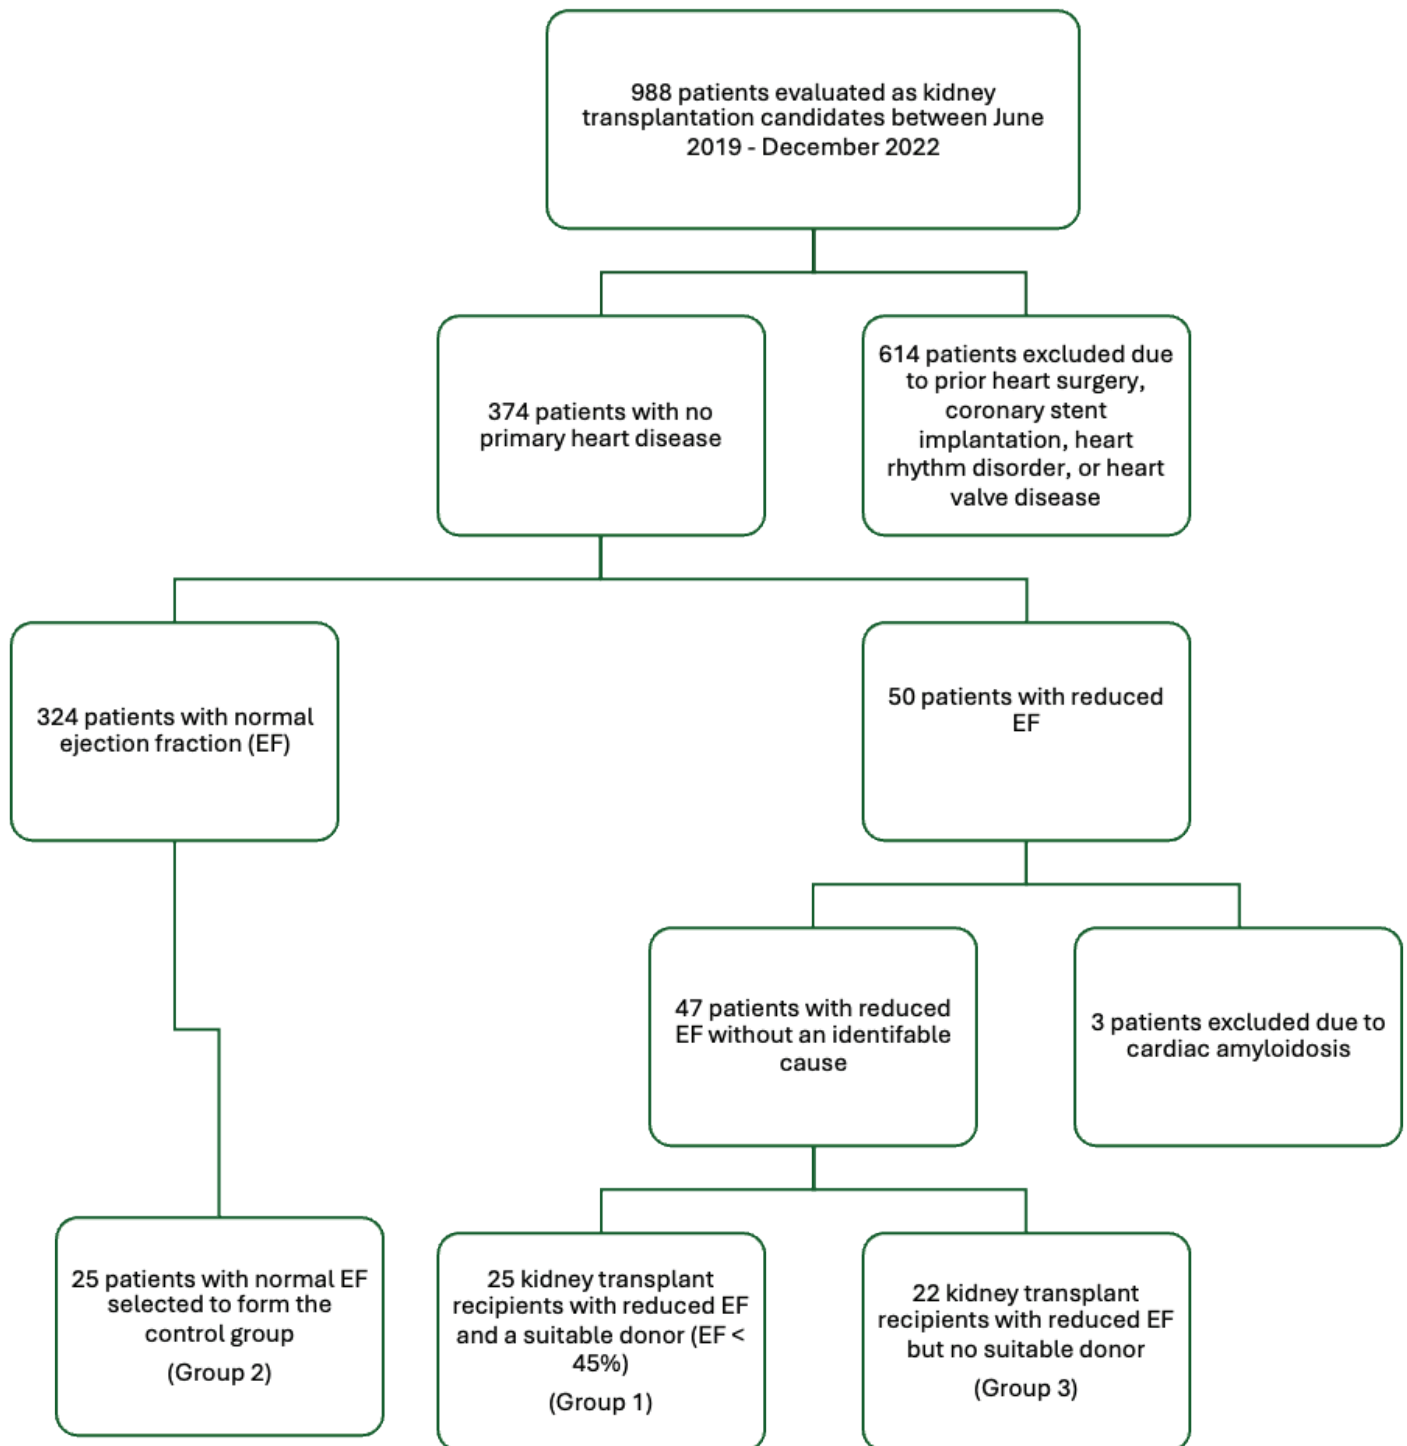 988 patients evaluated as kidney
transplantation candidates between June
2019 - December 2022
374 patients with no
primary heart disease
614 patients excluded due
to prior heart surgery,
coronary stent
implantation, heart
rhythm disorder, or heart
valve disease
324 patients with normal
ejection fraction (EF)
50 patients with reduced
EF
47 patients with reduced
EF without an identifable
cause
3 patients excluded due to
cardiac amyloidosis
25 patients with normal EF
selected to form the
control group
(Group 2)
25 kidney transplant
recipients with reduced EF
and a suitable donor (EF <
45%)
(Group 1)
22 kidney transplant
recipients with reduced EF
but no suitable donor
(Group 3)